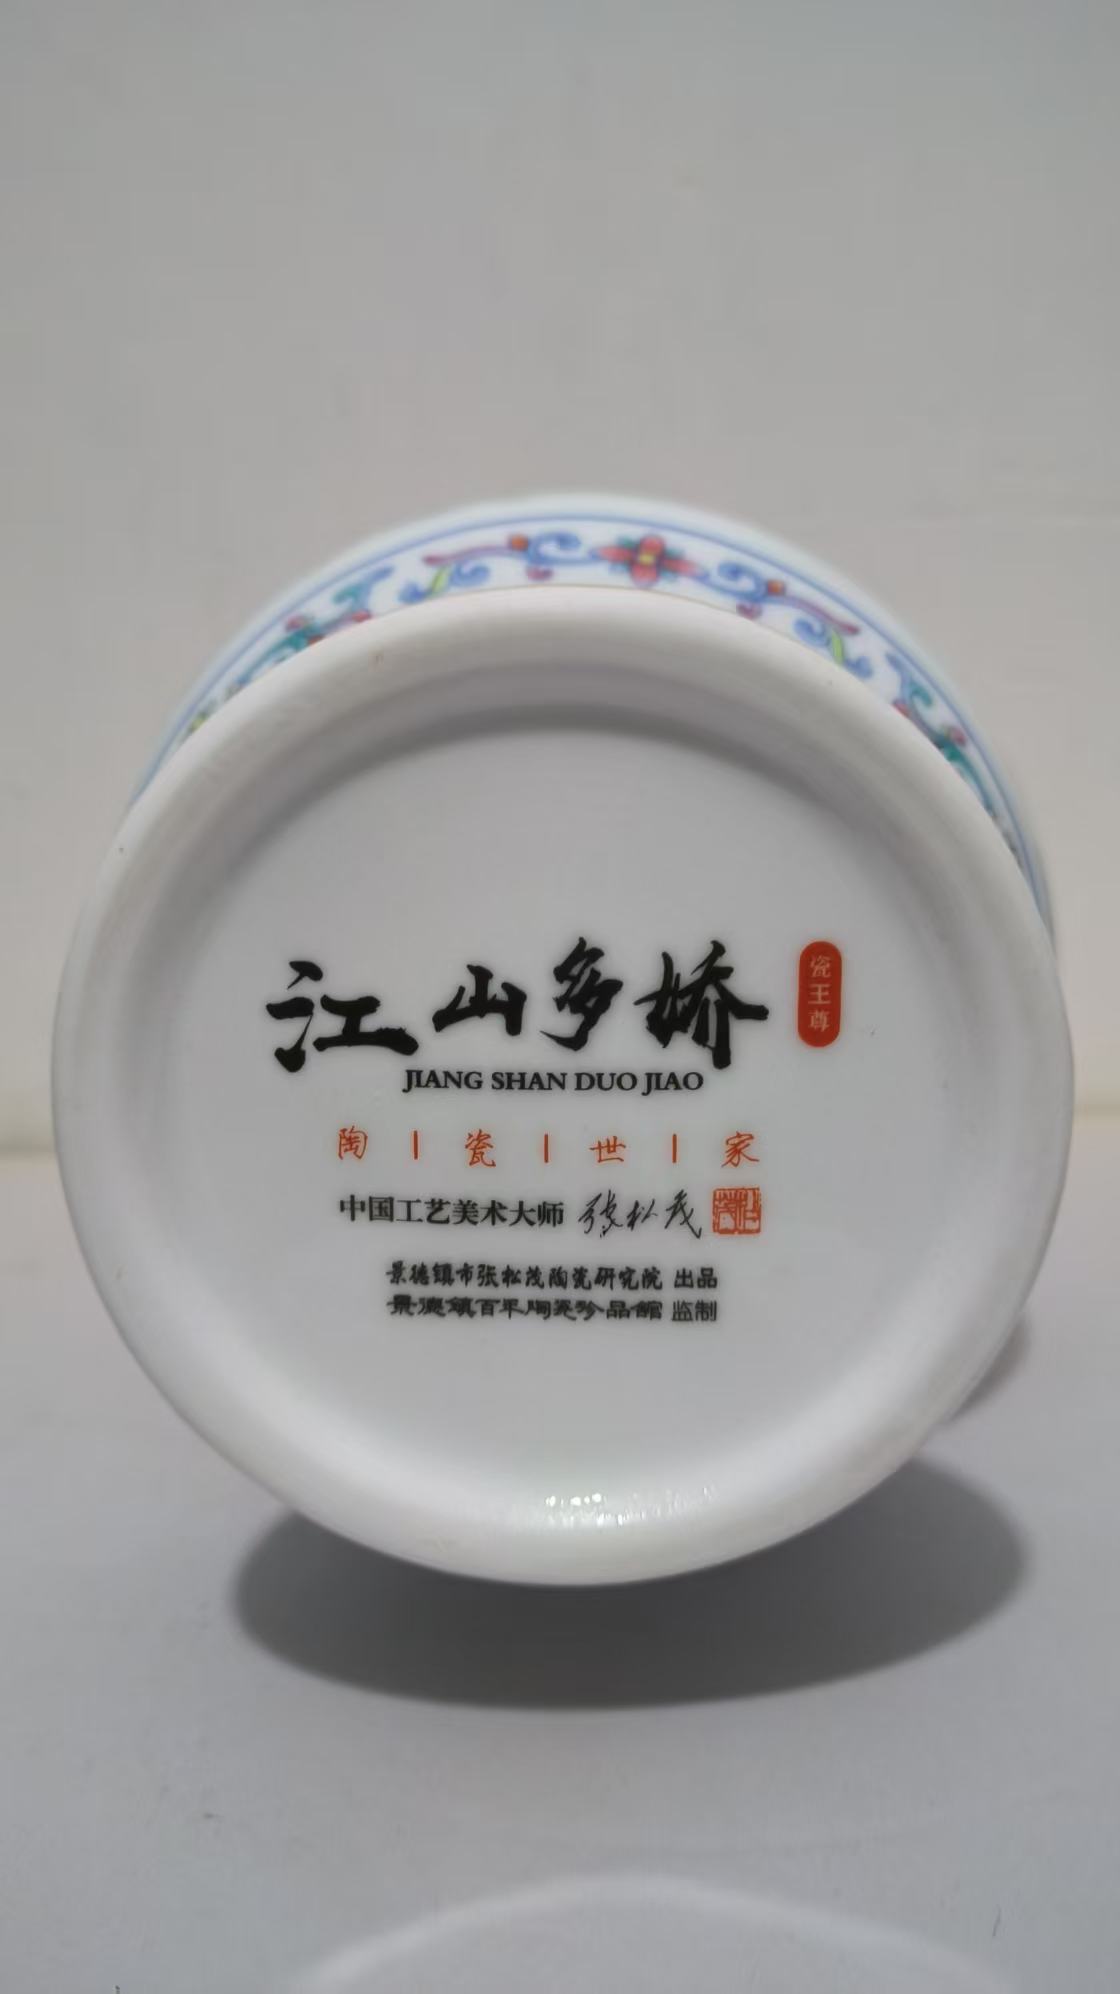 江山多娇 瓷王尊
JIANG SHAN DUO JIAO
陶|瓷|世|家
中国工艺美术大师 张松茂
景德镇市张松茂陶瓷研究院 出品
景德镇百年陶瓷珍品馆 监制